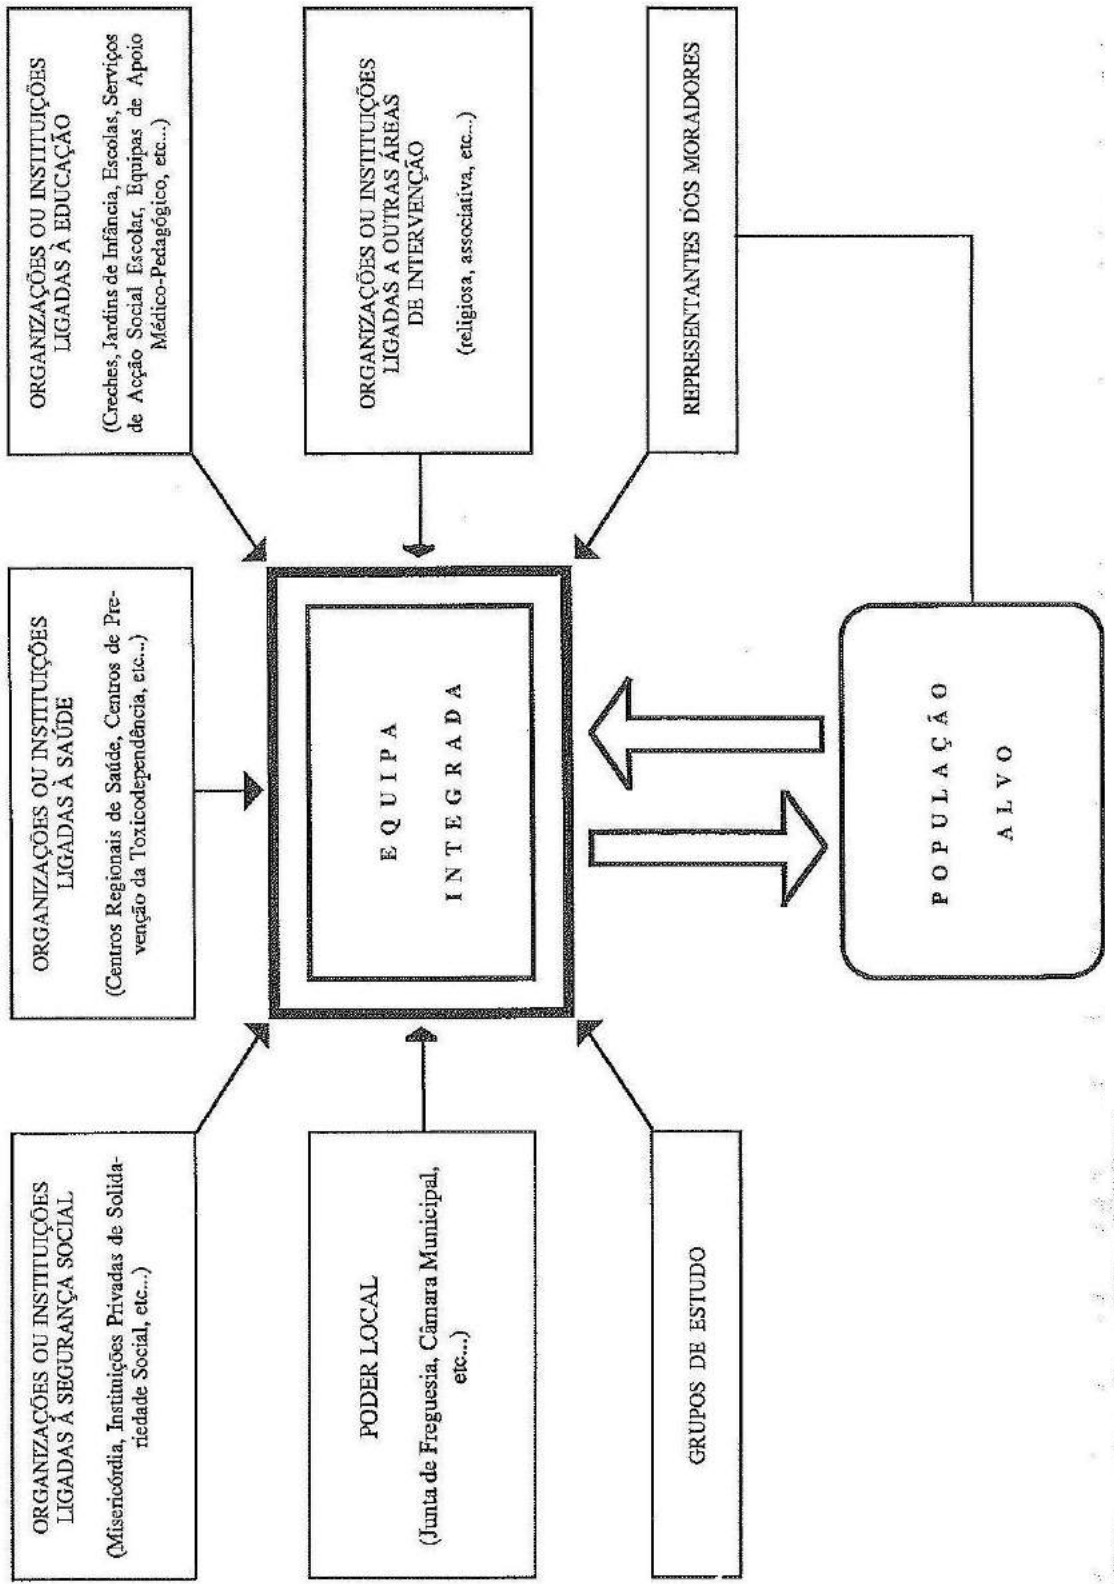 ORGANIZAÇÕES OU INSTITUIÇÕES
LIGADAS À SEGURANÇA SOCIAL
(Misericórdia, Instituições Privadas de Solida-
riedade Social, etc...)
ORGANIZAÇÕES OU INSTITUIÇÕES
LIGADAS À SAÚDE
(Centros Regionais de Saúde, Centros de Pre-
venção da Toxicodependência, etc...)
ORGANIZAÇÕES OU INSTITUIÇÕES
LIGADAS À EDUCAÇÃO
(Creches, Jardins de Infância, Escolas, Serviços
de Acção Social Escolar, Equipas de Apoio
Médico-Pedagógico, etc...)
PODER LOCAL
(Junta de Freguesia, Câmara Municipal,
etc...)
EQUIPA
INTEGRADA
ORGANIZAÇÕES OU INSTITUIÇÕES
LIGADAS A OUTRAS ÁREAS
DE INTERVENÇÃO
(religiosa, associativa, etc...)
GRUPOS DE ESTUDO
REPRESENTANTES DOS MORADORES
POPULAÇÃO
ALVO